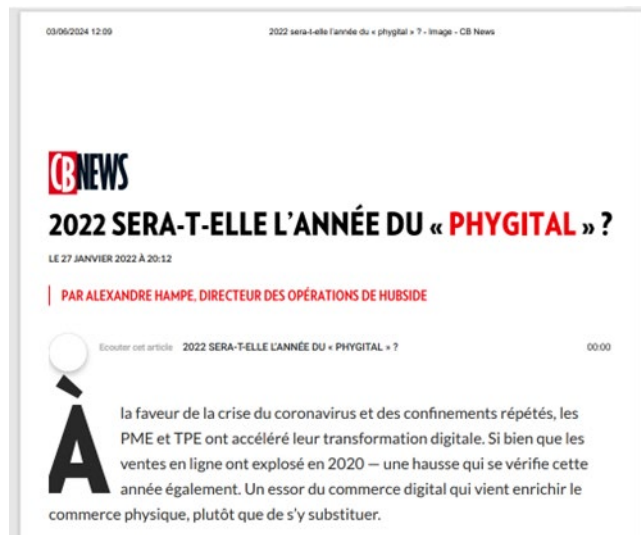 03/06/2024 12:09
2022 sera-t-elle l'année du « phygital » ? - Image - CB News
CBNEWS
2022 SERA-T-ELLE L'ANNÉE DU « PHYGITAL » ?
LE 27 JANVIER 2022 À 20:12
PAR ALEXANDRE HAMPE, DIRECTEUR DES OPÉRATIONS DE HUBSIDE
Ecouter cet article 2022 SERA-T-ELLE L'ANNÉE DU « PHYGITAL » ? 00:00
À la faveur de la crise du coronavirus et des confinements répétés, les
PME et TPE ont accéléré leur transformation digitale. Si bien que les
ventes en ligne ont explosé en 2020 — une hausse qui se vérifie cette
année également. Un essor du commerce digital qui vient enrichir le
commerce physique, plutôt que de s'y substituer.